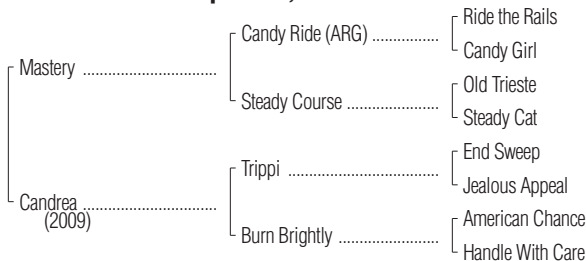 Ride the Rails
Candy Ride (ARG) ..................
Candy Girl
Mastery ....................................
Old Trieste
Steady Course .......................
Steady Cat
End Sweep
Trippi ......................................
Jealous Appeal
Candrea ....................................
(2009)
American Chance
Burn Brightly ...........................
Handle With Care